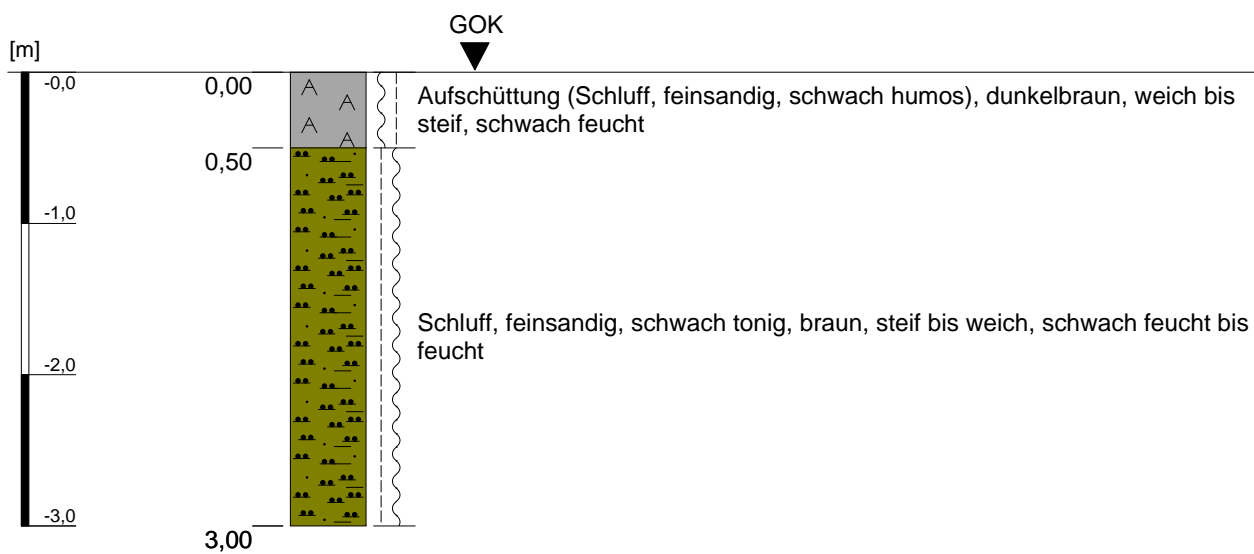 GOK
[m]
-0,0
0,00
Aufschüttung (Schluff, feinsandig, schwach humos), dunkelbraun, weich bis
steif, schwach feucht
0,50
-1,0
Schluff, feinsandig, schwach tonig, braun, steif bis weich, schwach feucht bis
feucht
-2,0
-3,0
3,00